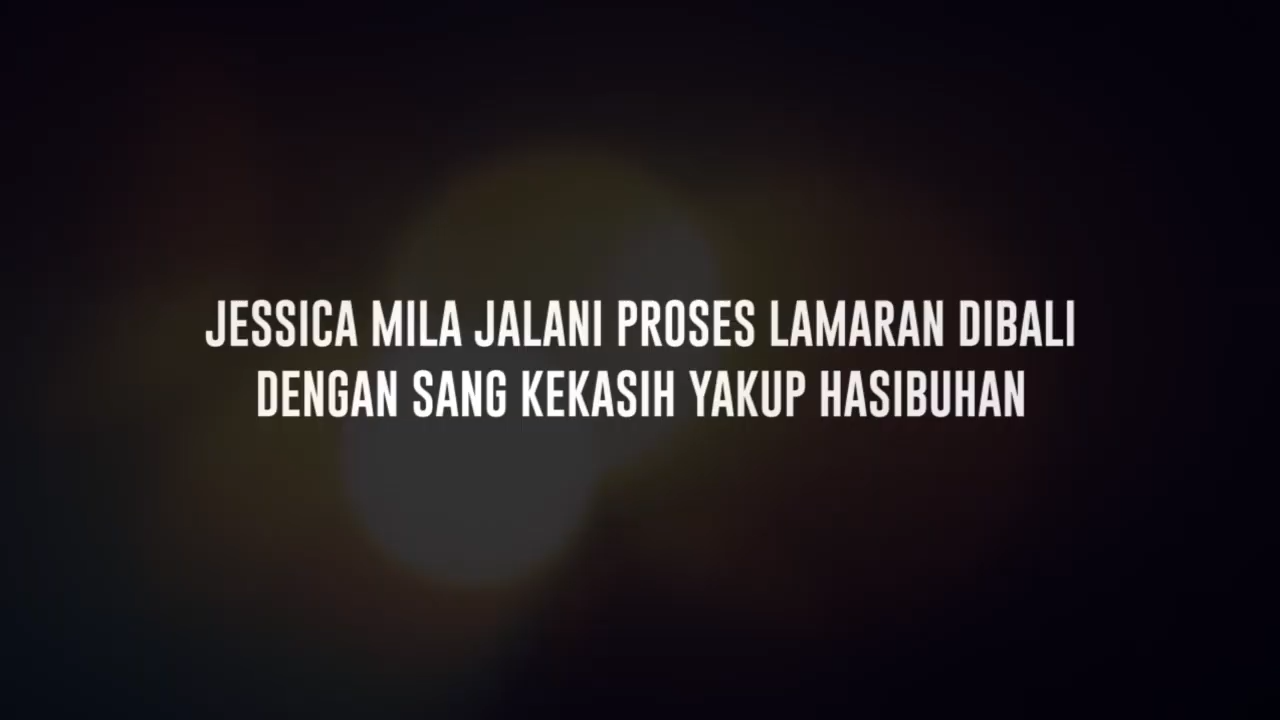 JESSICA MILA JALANI PROSES LAMARAN DIBALI
DENGAN SANG KEKASIH YAKUP HASIBUHAN